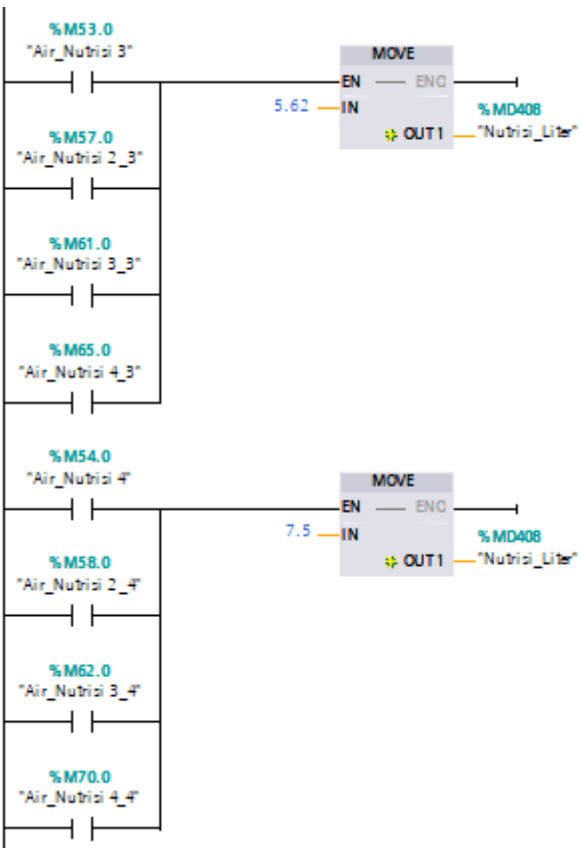 %M53.0
"Air_Nutrisi 3"
MOVE
EN ENO
5.62 IN
%MD408
OUT1 "Nutrisi_Liter"
%M57.0
"Air_Nutrisi 2_3"
%M61.0
"Air_Nutrisi 3_3"
%M65.0
"Air_Nutrisi 4_3"
%M54.0
"Air_Nutrisi 4"
MOVE
EN ENO
7.5 IN
%MD408
OUT1 "Nutrisi_Liter"
%M58.0
"Air_Nutrisi 2_4"
%M62.0
"Air_Nutrisi 3_4"
%M70.0
"Air_Nutrisi 4_4"